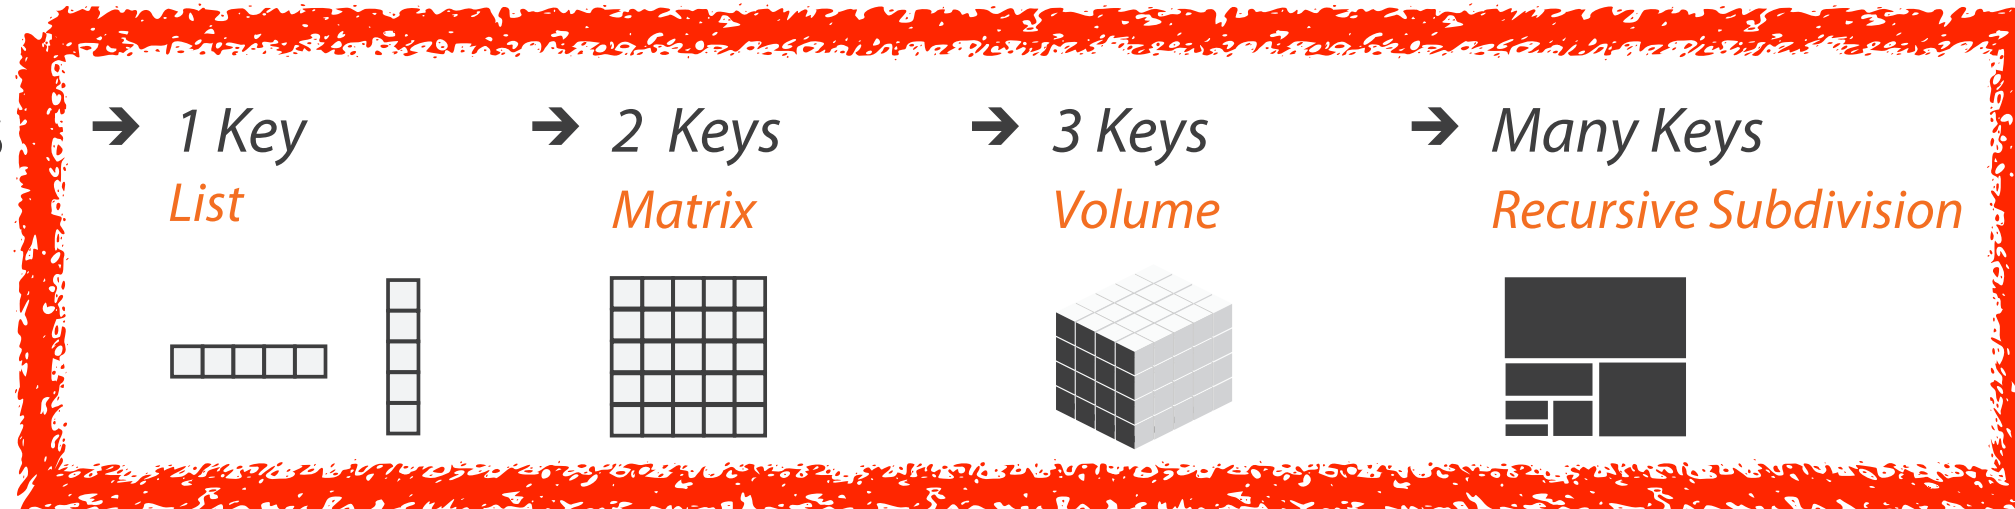 → 1 Key
List
→ 2 Keys
Matrix
→ 3 Keys
Volume
→ Many Keys
Recursive Subdivision